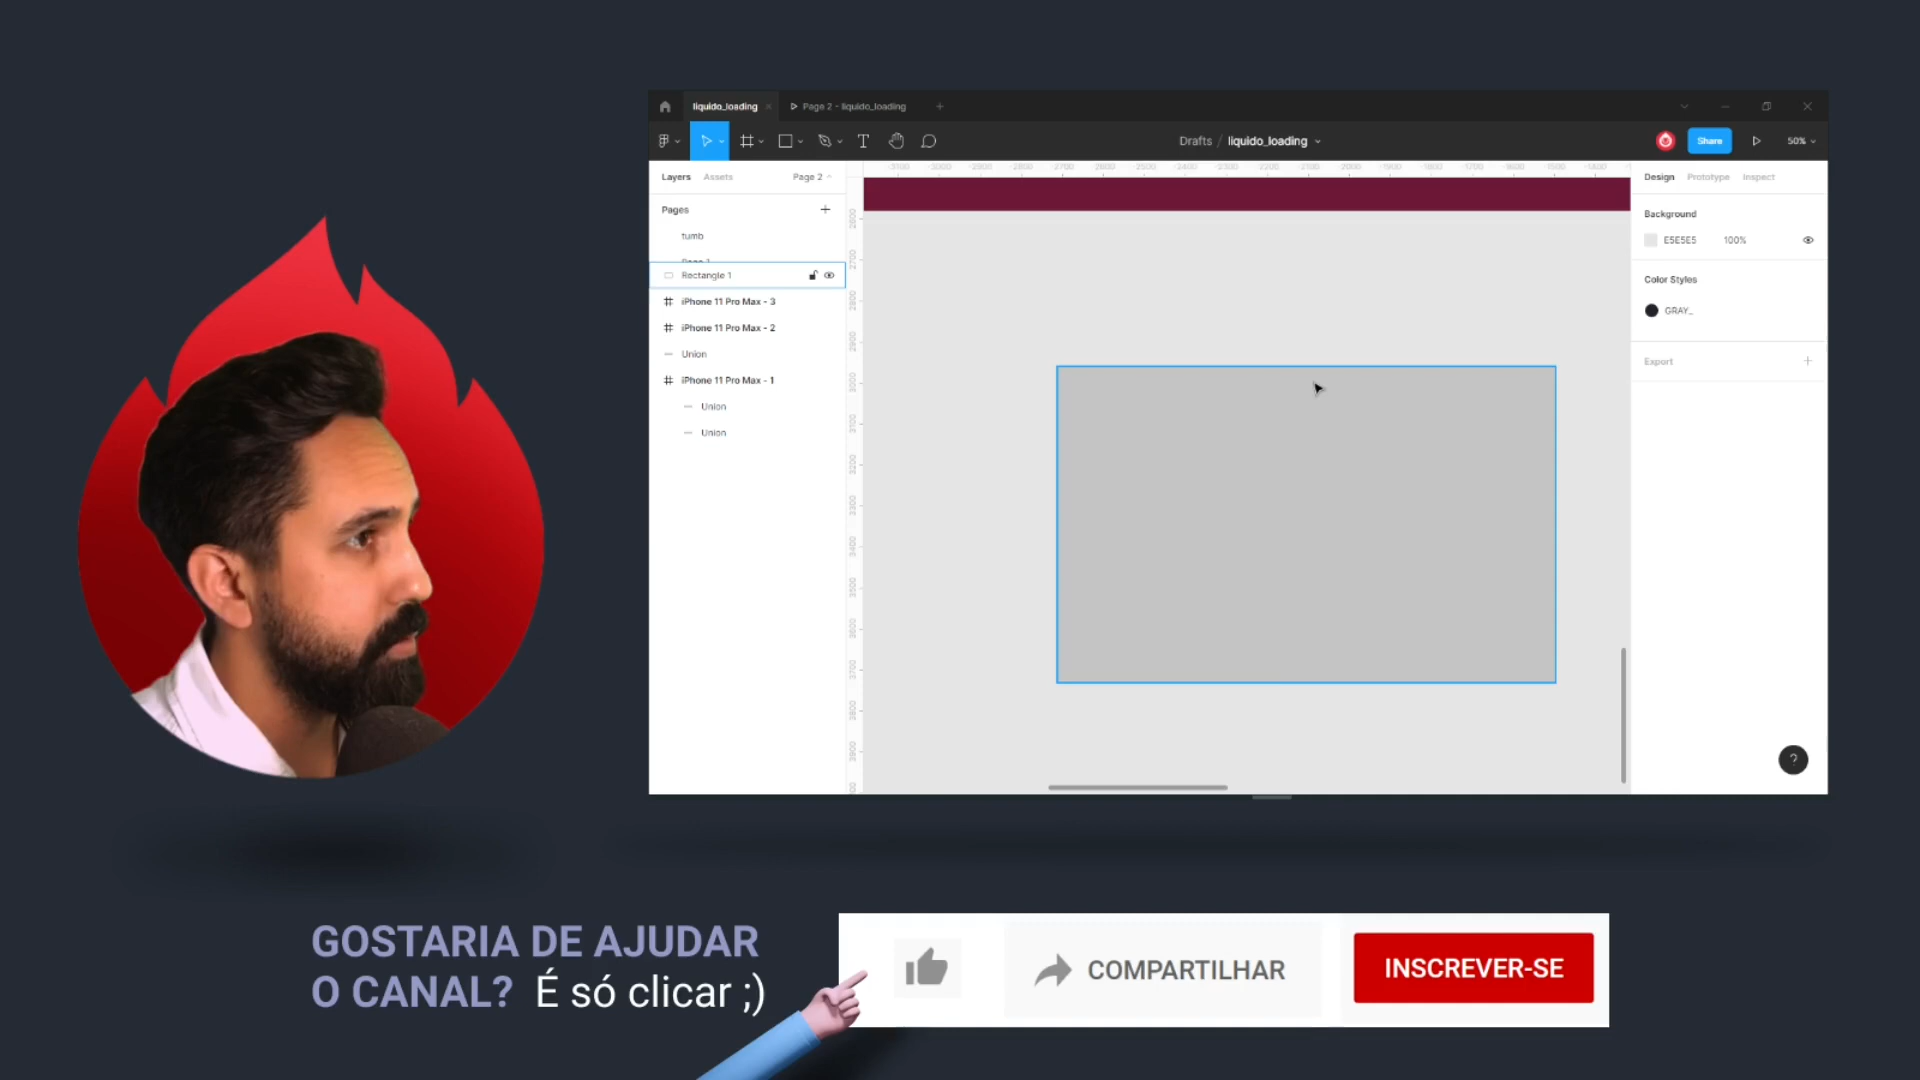 liquido_loading
Page 2 - liquido_loading
Drafts / liquido_loading
Share
50%
Layers Assets Page 2
Pages
tumb
Rectangle 1
iPhone 11 Pro Max - 3
iPhone 11 Pro Max - 2
Union
iPhone 11 Pro Max - 1
Union
Union
Design Prototype Inspect
Background
E5E5E5 100%
Color Styles
GRAY_
Export
?
GOSTARIA DE AJUDAR
O CANAL? É só clicar ;)
COMPARTILHAR
INSCREVER-SE